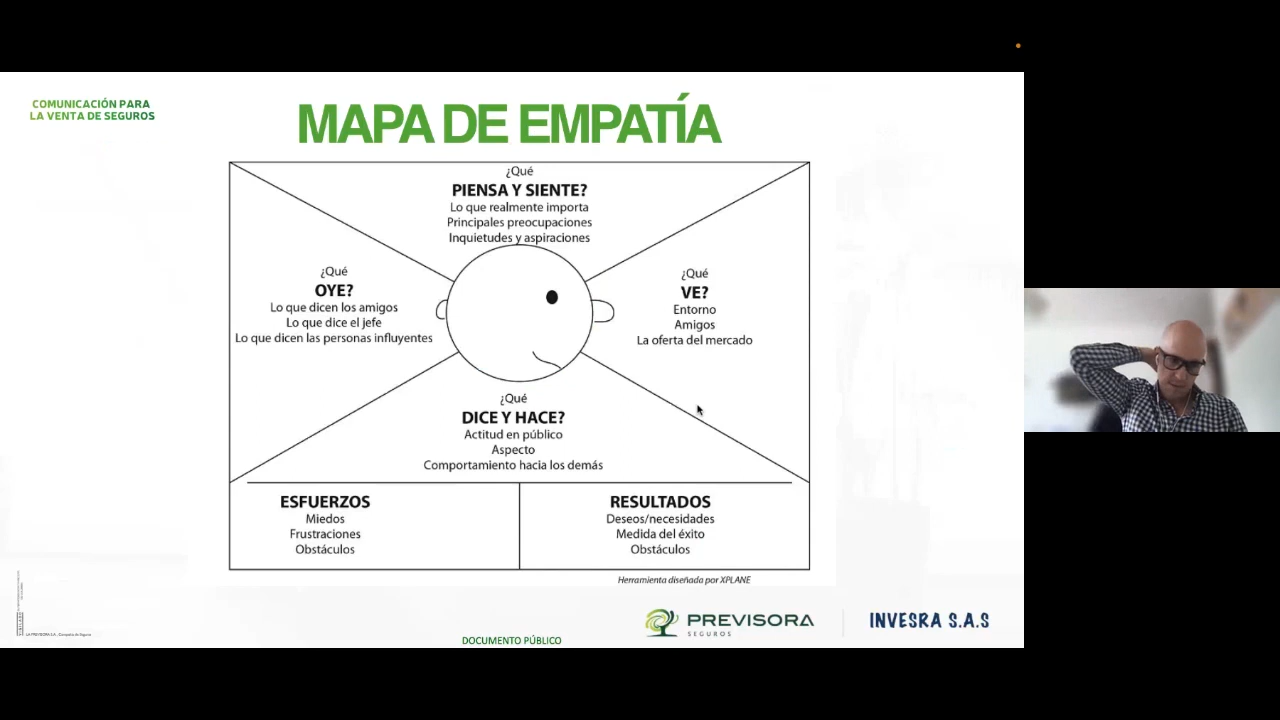 COMUNICACIÓN PARA
LA VENTA DE SEGUROS
MAPA DE EMPATÍA
¿Qué
PIENSA Y SIENTE?
Lo que realmente importa
Principales preocupaciones
Inquietudes y aspiraciones
¿Qué
OYE?
Lo que dicen los amigos
Lo que dice el jefe
Lo que dicen las personas influyentes
¿Qué
VE?
Entorno
Amigos
La oferta del mercado
¿Qué
DICE Y HACE?
Actitud en público
Aspecto
Comportamiento hacia los demás
ESFUERZOS
Miedos
Frustraciones
Obstáculos
RESULTADOS
Deseos/necesidades
Medida del éxito
Obstáculos
Herramienta diseñada por XPLANE
PREVISORA
SEGUROS
INVESRA S.A.S
DOCUMENTO PÚBLICO